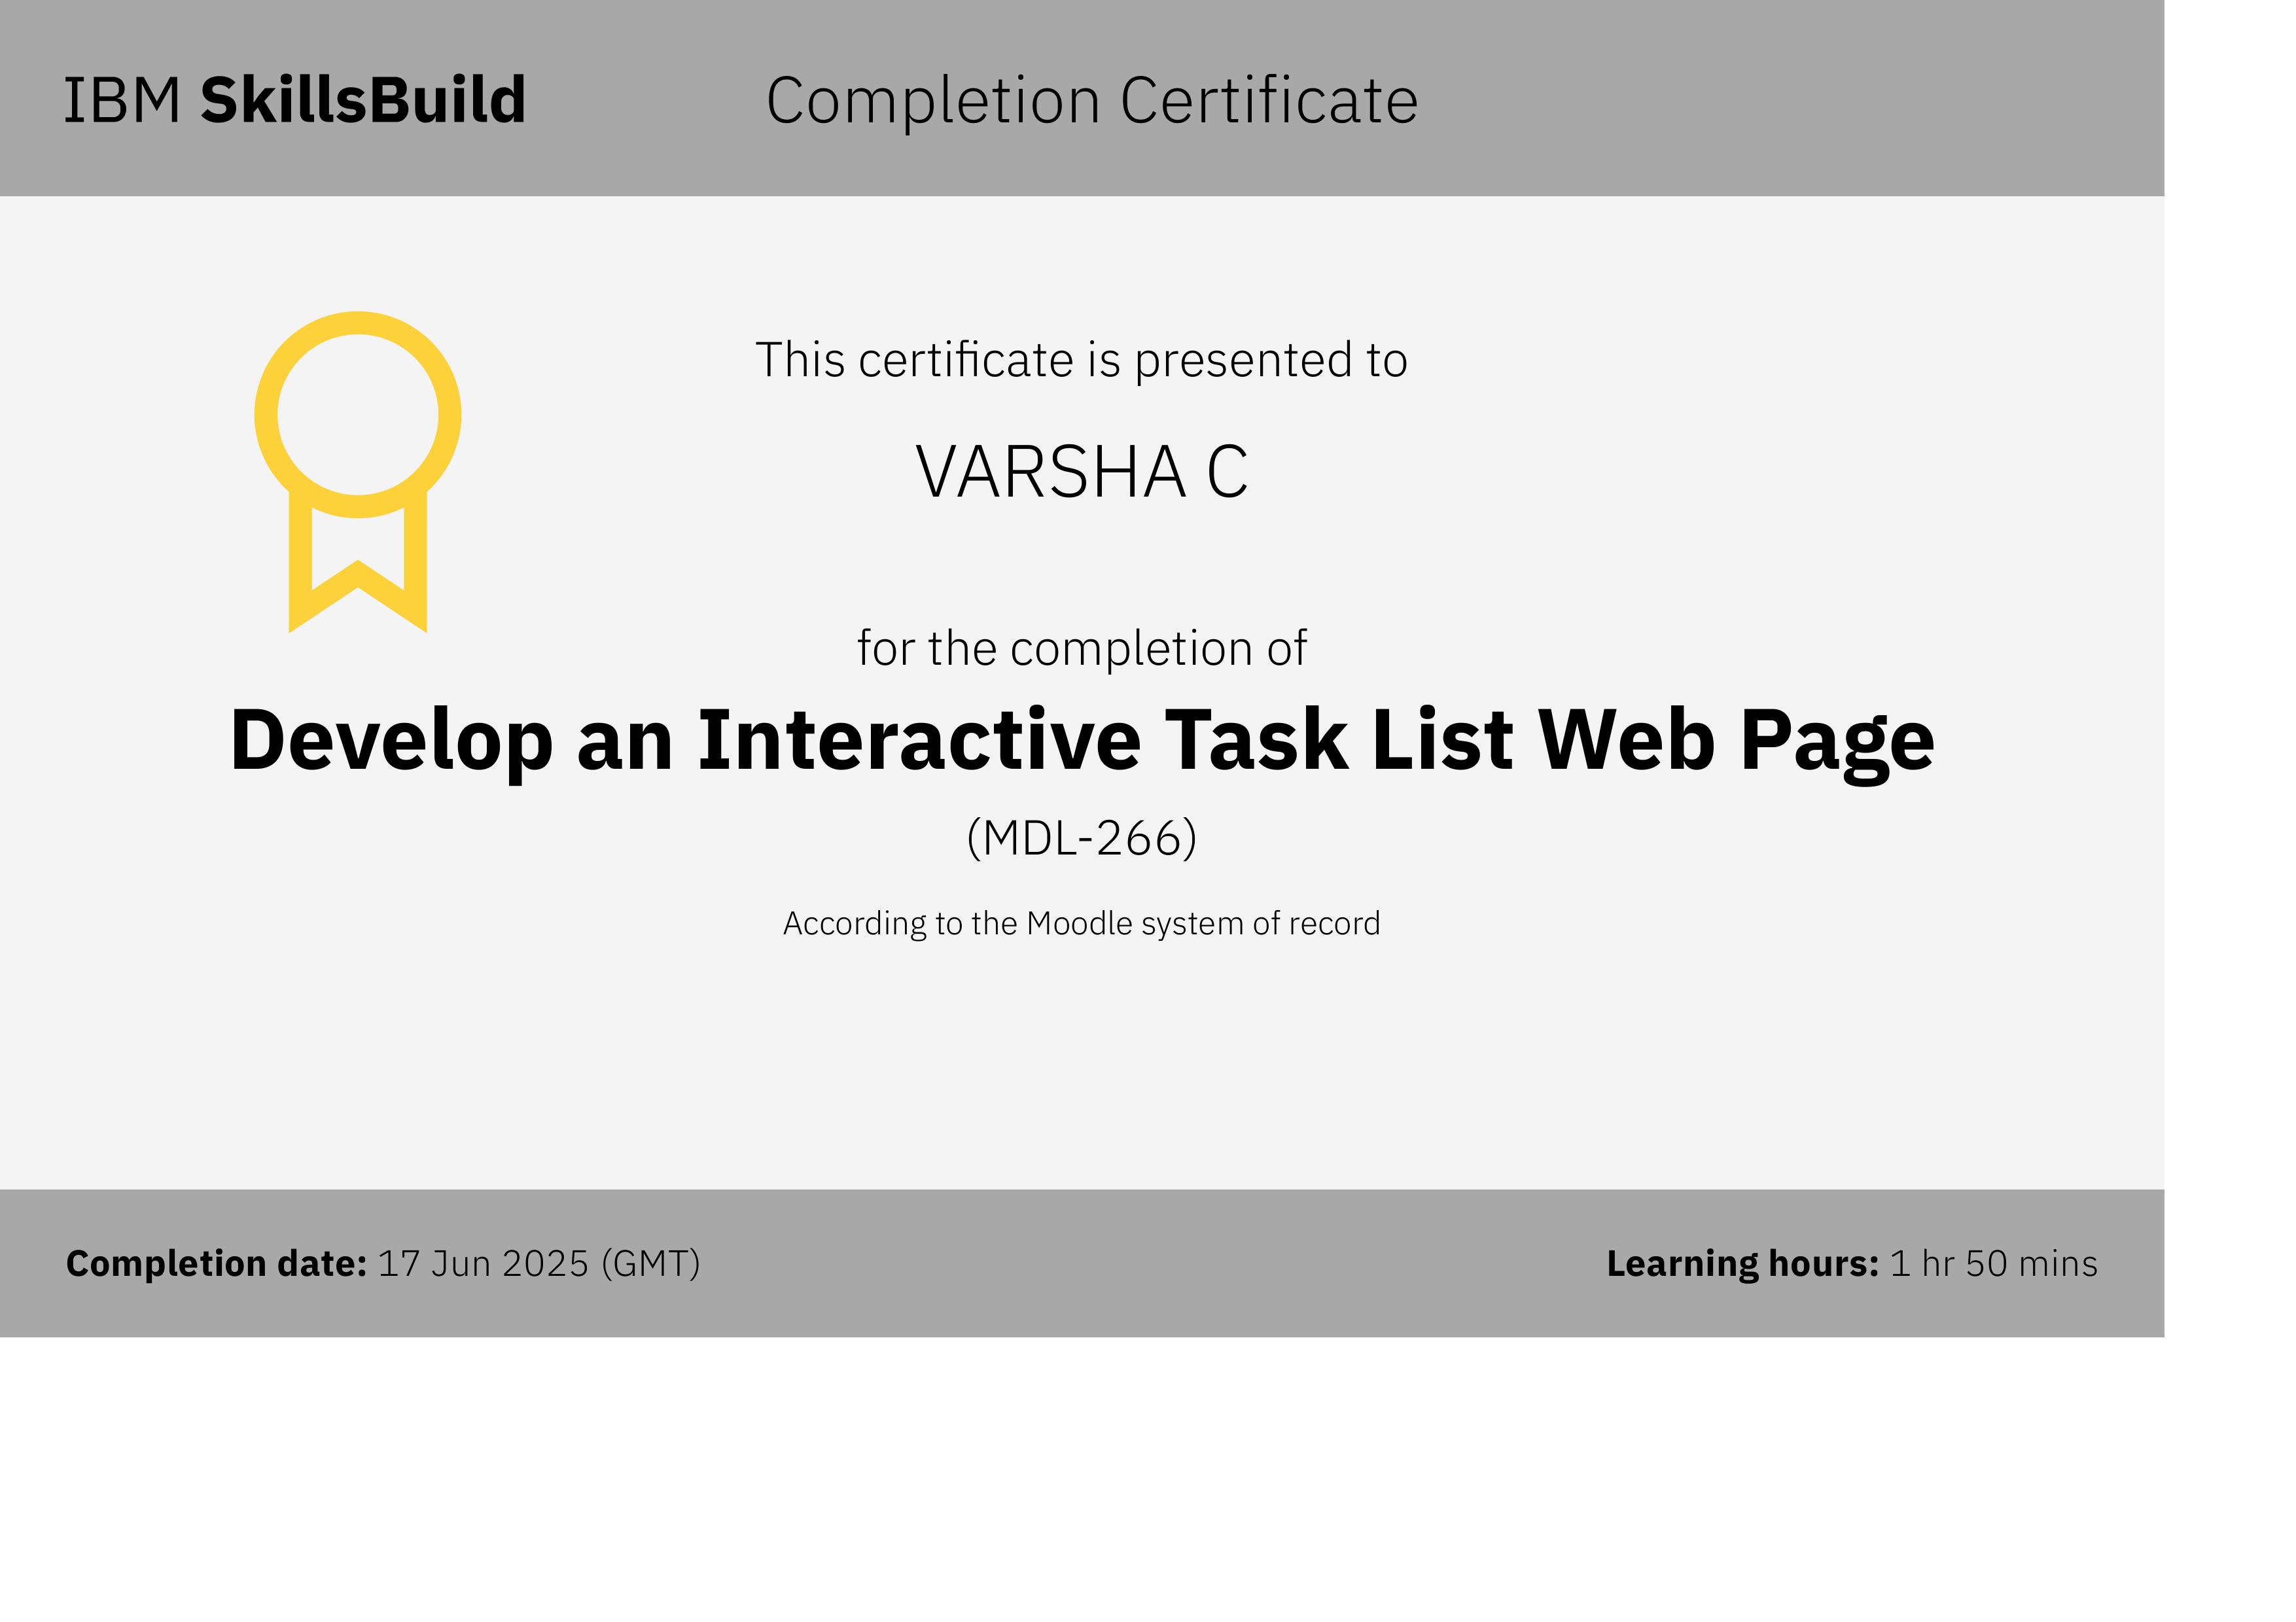 IBM SkillsBuild
Completion Certificate
This certificate is presented to
VARSHA C
for the completion of
Develop an Interactive Task List Web Page
(MDL-266)
According to the Moodle system of record
Completion date: 17 Jun 2025 (GMT)
Learning hours: 1 hr 50 mins